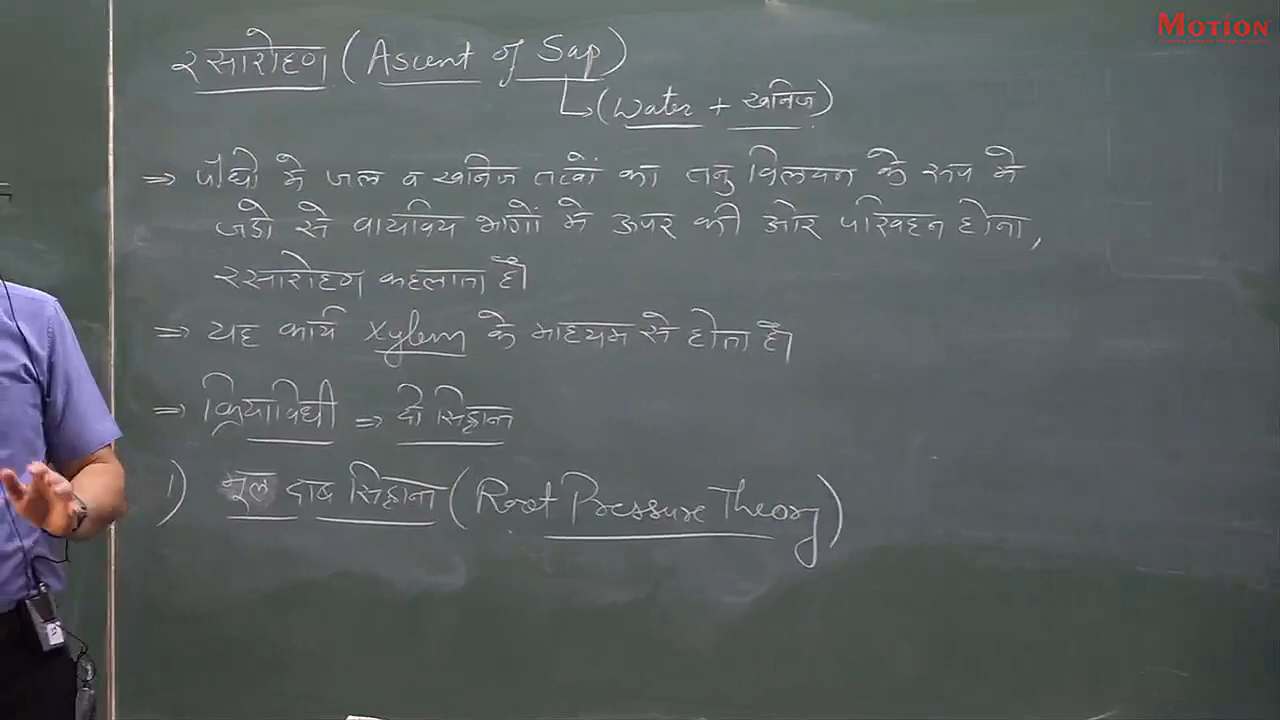 MOTION
रसारोहण (Ascent of Sap)
↳ (Water + खनिज)
⇒ पौधो मे जल व खनिज तत्वों का तनु विलयन के रूप मे
जडो से वायविय भागों मे ऊपर की ओर परिवहन होना,
रसारोहण कहलाता है।
⇒ यह कार्य Xylem के माध्यम से होता है।
⇒ क्रियाविधी ⇒ दो सिद्धान्त
1) मूल दाब सिद्धान्त (Root Pressure Theory)